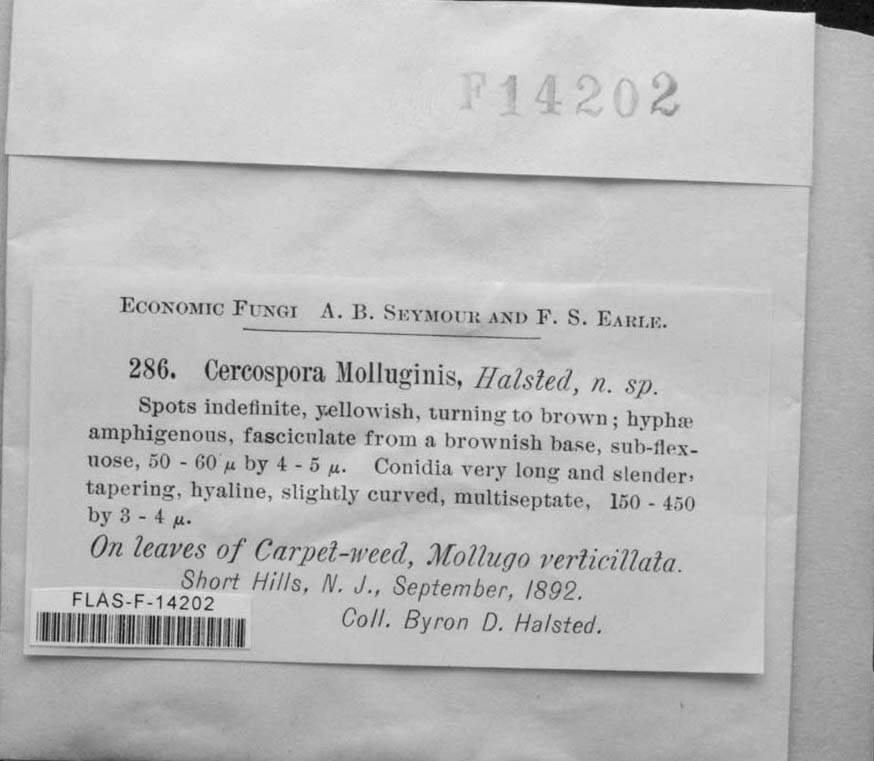 F14202
ECONOMIC FUNGI A. B. SEYMOUR AND F. S. EARLE.
286. Cercospora Molluginis, Halsted, n. sp.
Spots indefinite, yellowish, turning to brown; hyphæ
amphigenous, fasciculate from a brownish base, sub-flex-
uose, 50 - 60 µ by 4 - 5 µ. Conidia very long and slender,
tapering, hyaline, slightly curved, multiseptate, 150 - 450
by 3 - 4 µ.
On leaves of Carpet-weed, Mollugo verticillata.
Short Hills, N. J., September, 1892.
Coll. Byron D. Halsted.
FLAS-F-14202